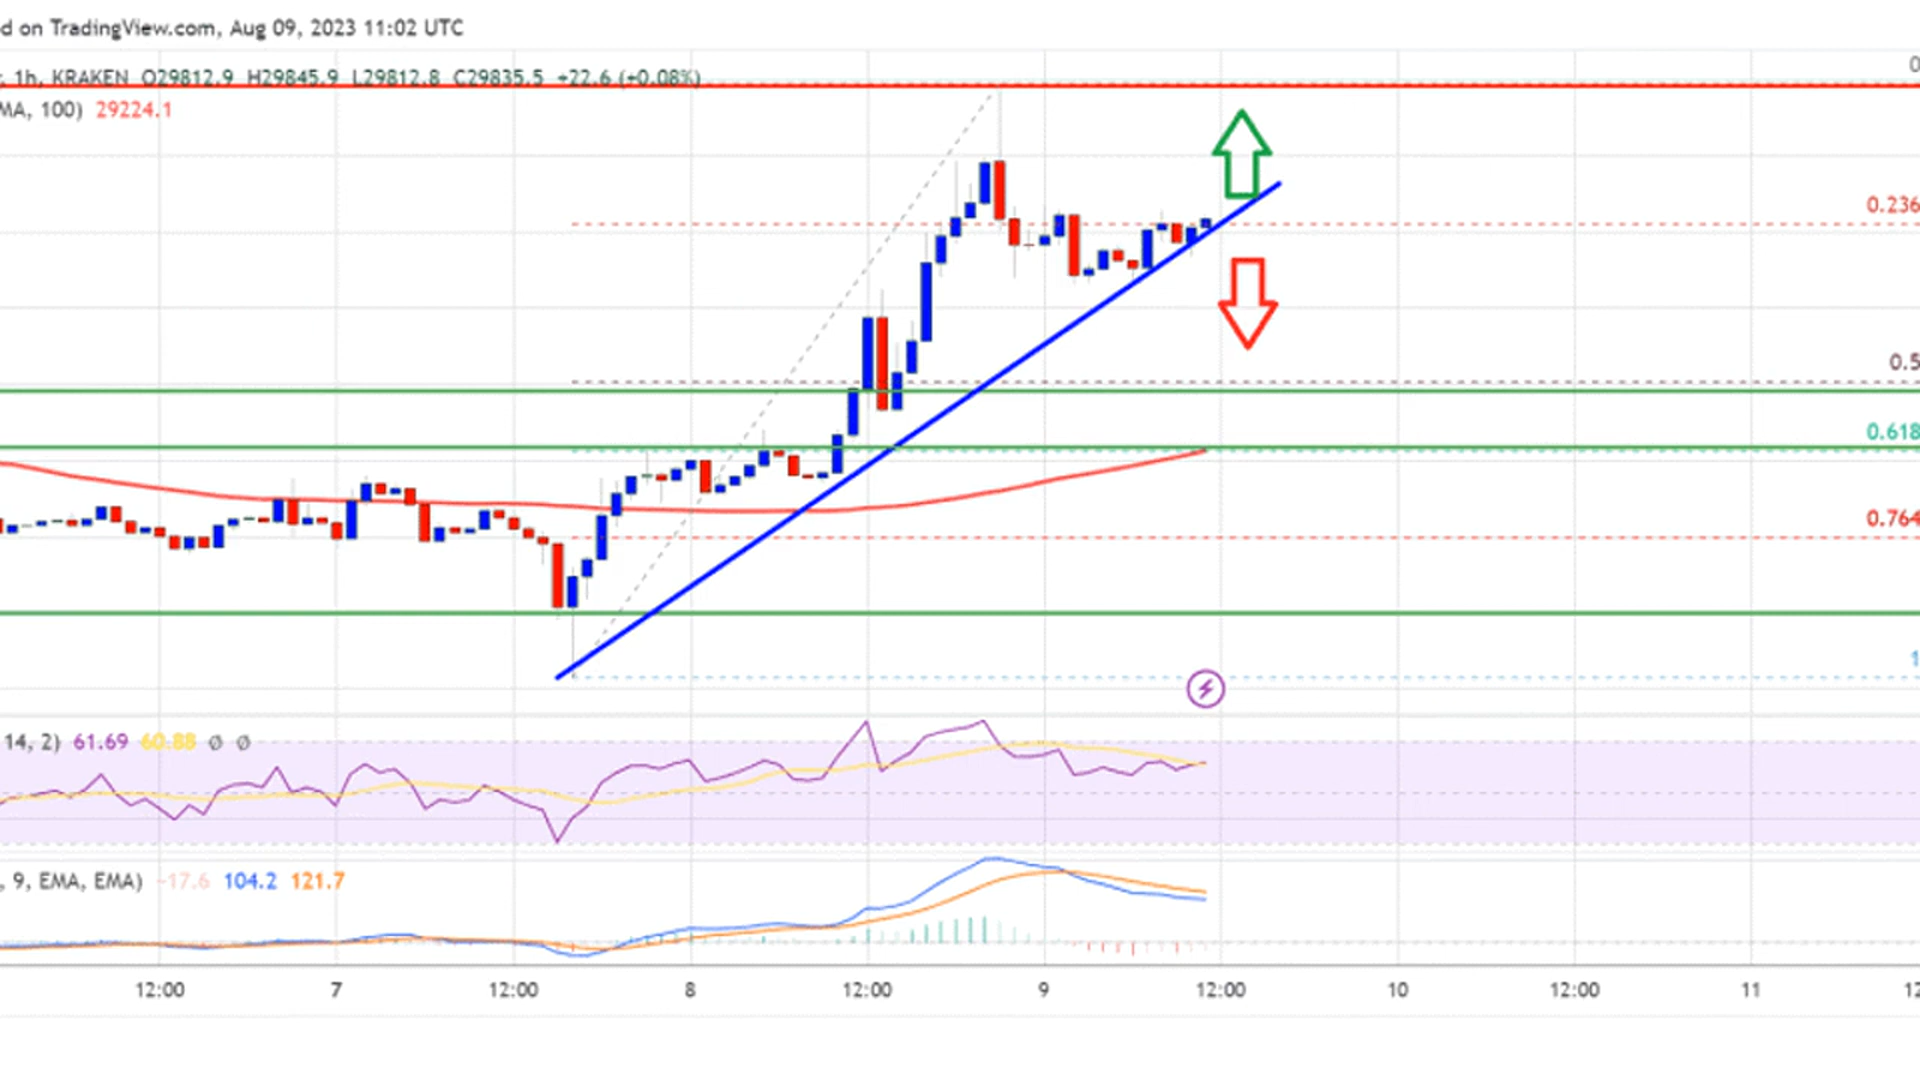 d on TradingView.com, Aug 09, 2023 11:02 UTC
, 1h, KRAKEN O29812.9 H29845.9 L29812.8 C29835.5 +22.6 (+0.08%)
0
MA, 100) 29224.1
0.236
0.5
0.618
0.764
1
14, 2) 61.69 60.88 Ø Ø
, 9, EMA, EMA) -17.6 104.2 121.7
12:00 7 12:00 8 12:00 9 12:00 10 12:00 11 12